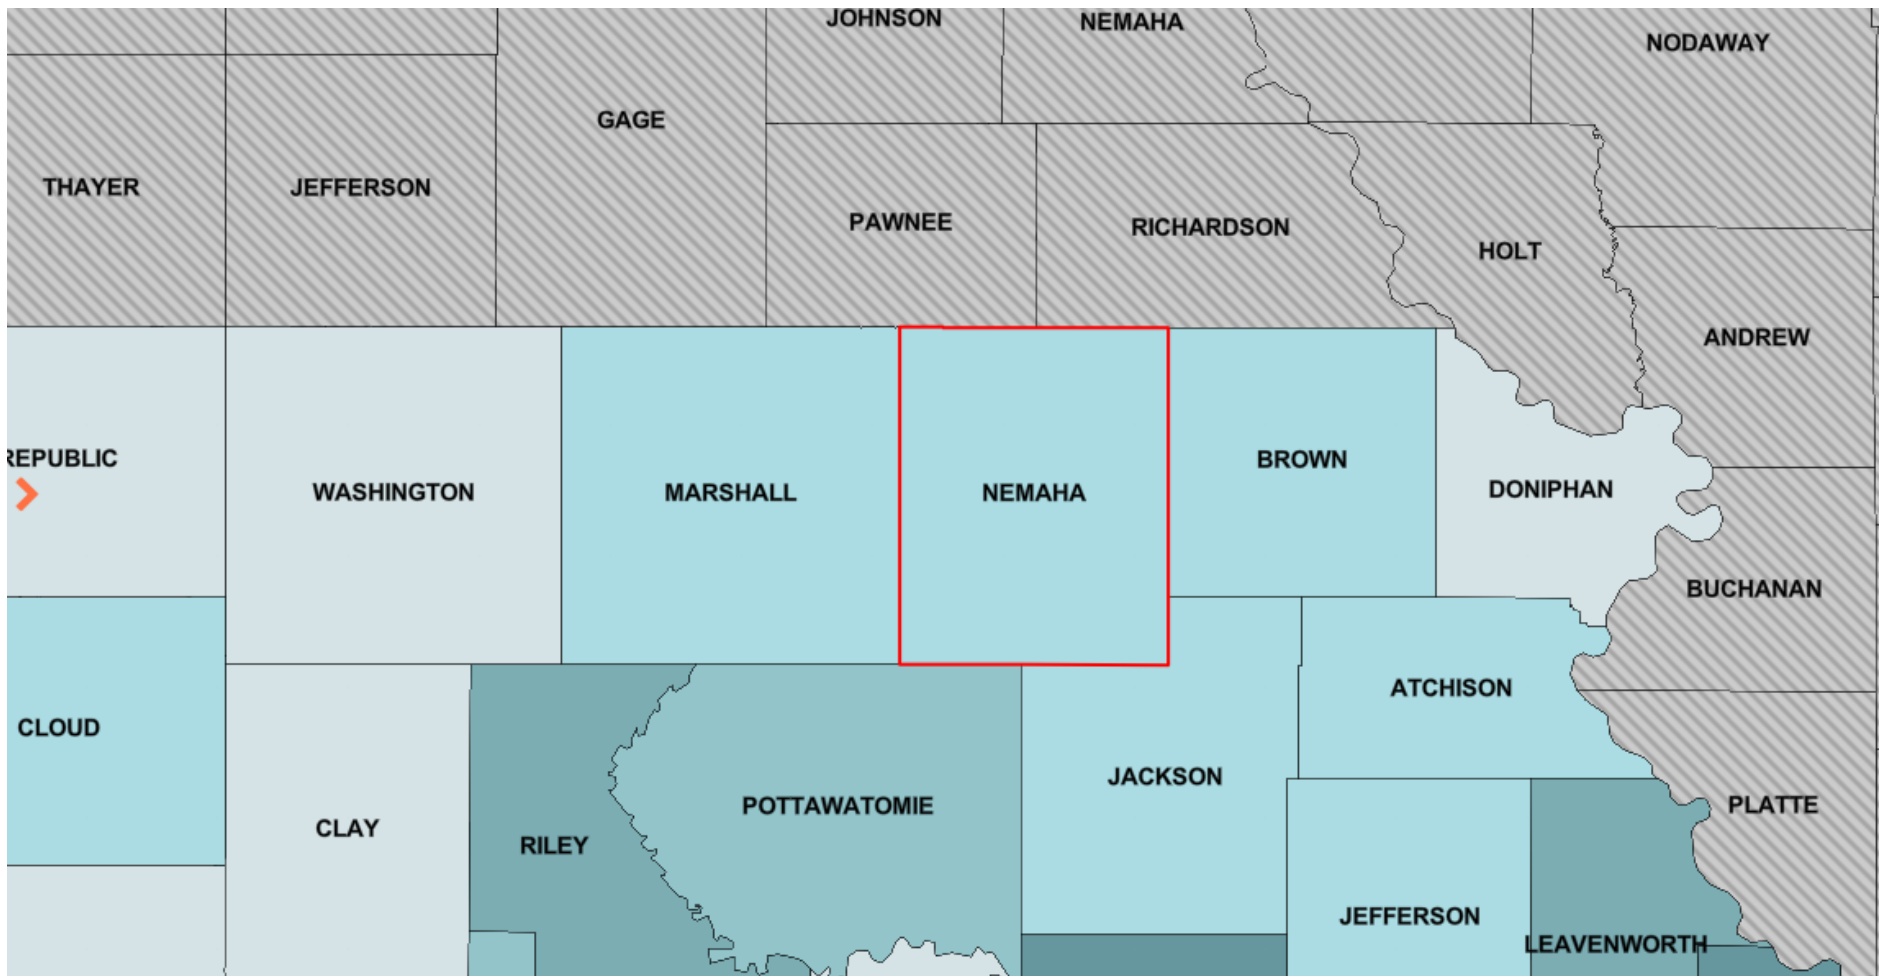 JOHNSON
NEMAHA
NODAWAY
GAGE
THAYER
JEFFERSON
PAWNEE
RICHARDSON
HOLT
ANDREW
REPUBLIC
WASHINGTON
MARSHALL
NEMAHA
BROWN
DONIPHAN
BUCHANAN
CLOUD
ATCHISON
JACKSON
POTTAWATOMIE
PLATTE
CLAY
RILEY
JEFFERSON
LEAVENWORTH